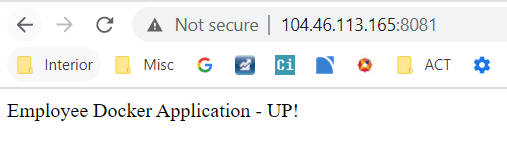 Not secure | 104.46.113.165:8081
Interior Misc G Ci ACT
Employee Docker Application - UP!